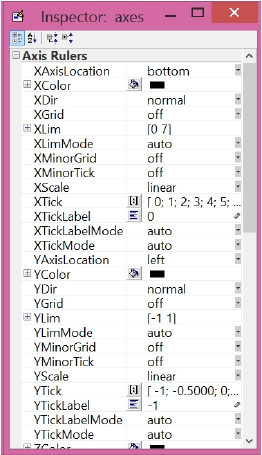 Inspector: axes
Axis Rulers
XAxisLocation bottom
XColor
XDir normal
XGrid off
XLim [0 7]
XLimMode auto
XMinorGrid off
XMinorTick off
XScale linear
XTick [ 0; 1; 2; 3; 4; 5; ...
XTickLabel 0
XTickLabelMode auto
XTickMode auto
YAxisLocation left
YColor
YDir normal
YGrid off
YLim [-1 1]
YLimMode auto
YMinorGrid off
YMinorTick off
YScale linear
YTick [ -1; -0.5000; 0;...
YTickLabel -1
YTickLabelMode auto
YTickMode auto
ZColor